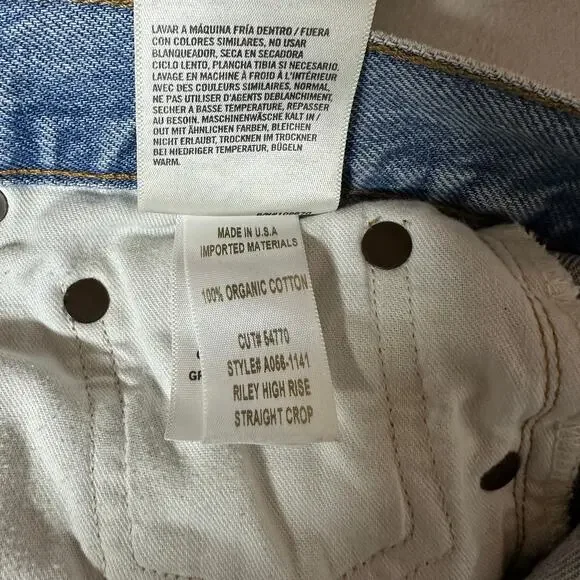 LAVAR A MÁQUINA FRÍA DENTRO / FUERA
CON COLORES SIMILARES, NO USAR
BLANQUEADOR, SECA EN SECADORA
CICLO LENTO, PLANCHA TIBIA SI NECESARIO.
LAVAGE EN MACHINE À FROID À L'INTÉRIEUR
AVEC DES COULEURS SIMILAIRES, NORMAL,
NE PAS UTILISER D'AGENTS DEBLANCHIMENT,
SECHER A BASSE TEMPERATURE, REPASSER
AU BESOIN. MASCHINENWÄSCHE KALT IN /
OUT MIT ÄHNLICHEN FARBEN, BLEICHEN
NICHT ERLAUBT, TROCKNEN IM TROCKNER
BEI NIEDRIGER TEMPERATUR, BÜGELN
WARM.
MADE IN U.S.A
IMPORTED MATERIALS
100% ORGANIC COTTON
CUT# 54770
STYLE# A056-1141
RILEY HIGH RISE
STRAIGHT CROP